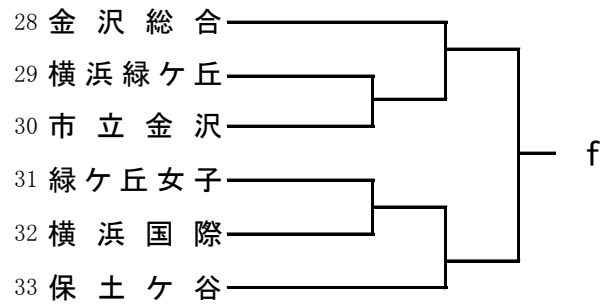 28 金沢総合
29 横浜緑ケ丘
30 市立金沢
31 緑ケ丘女子
32 横浜国際
33 保土ケ谷
f